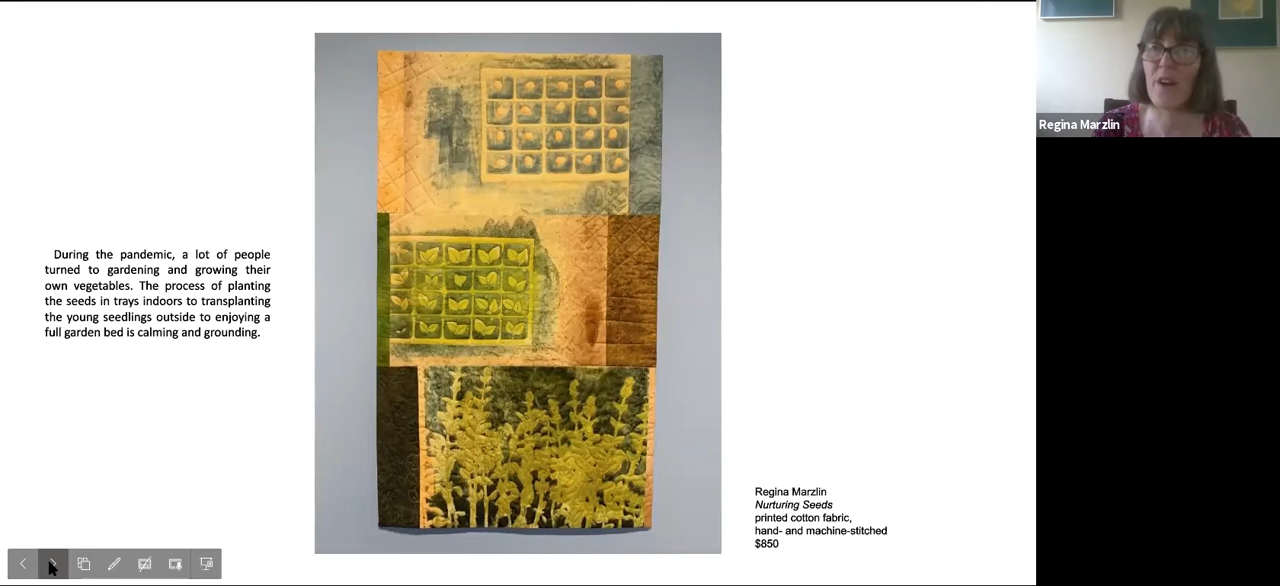 During the pandemic, a lot of people
turned to gardening and growing their
own vegetables. The process of planting
the seeds in trays indoors to transplanting
the young seedlings outside to enjoying a
full garden bed is calming and grounding.
Regina Marzlin
Nurturing Seeds
printed cotton fabric,
hand- and machine-stitched
$850
Regina Marzlin